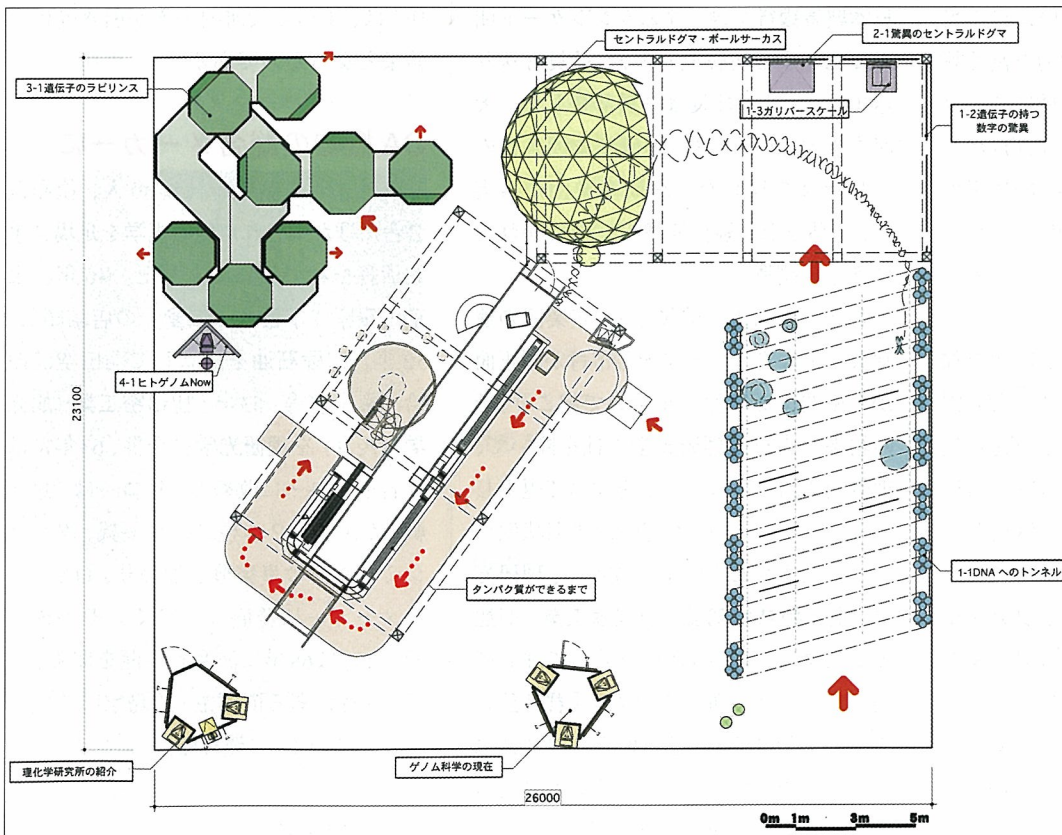 セントラルドグマ・ボールサーカス
2-1驚異のセントラルドグマ
3-1遺伝子のラビリンス
1-3ガリバースケール
1-2遺伝子の持つ
数字の驚異
4-1ヒトゲノムNow
23100
タンパク質ができるまで
1-1DNAへのトンネル
理化学研究所の紹介
ゲノム科学の現在
26000
0m 1m 3m 5m